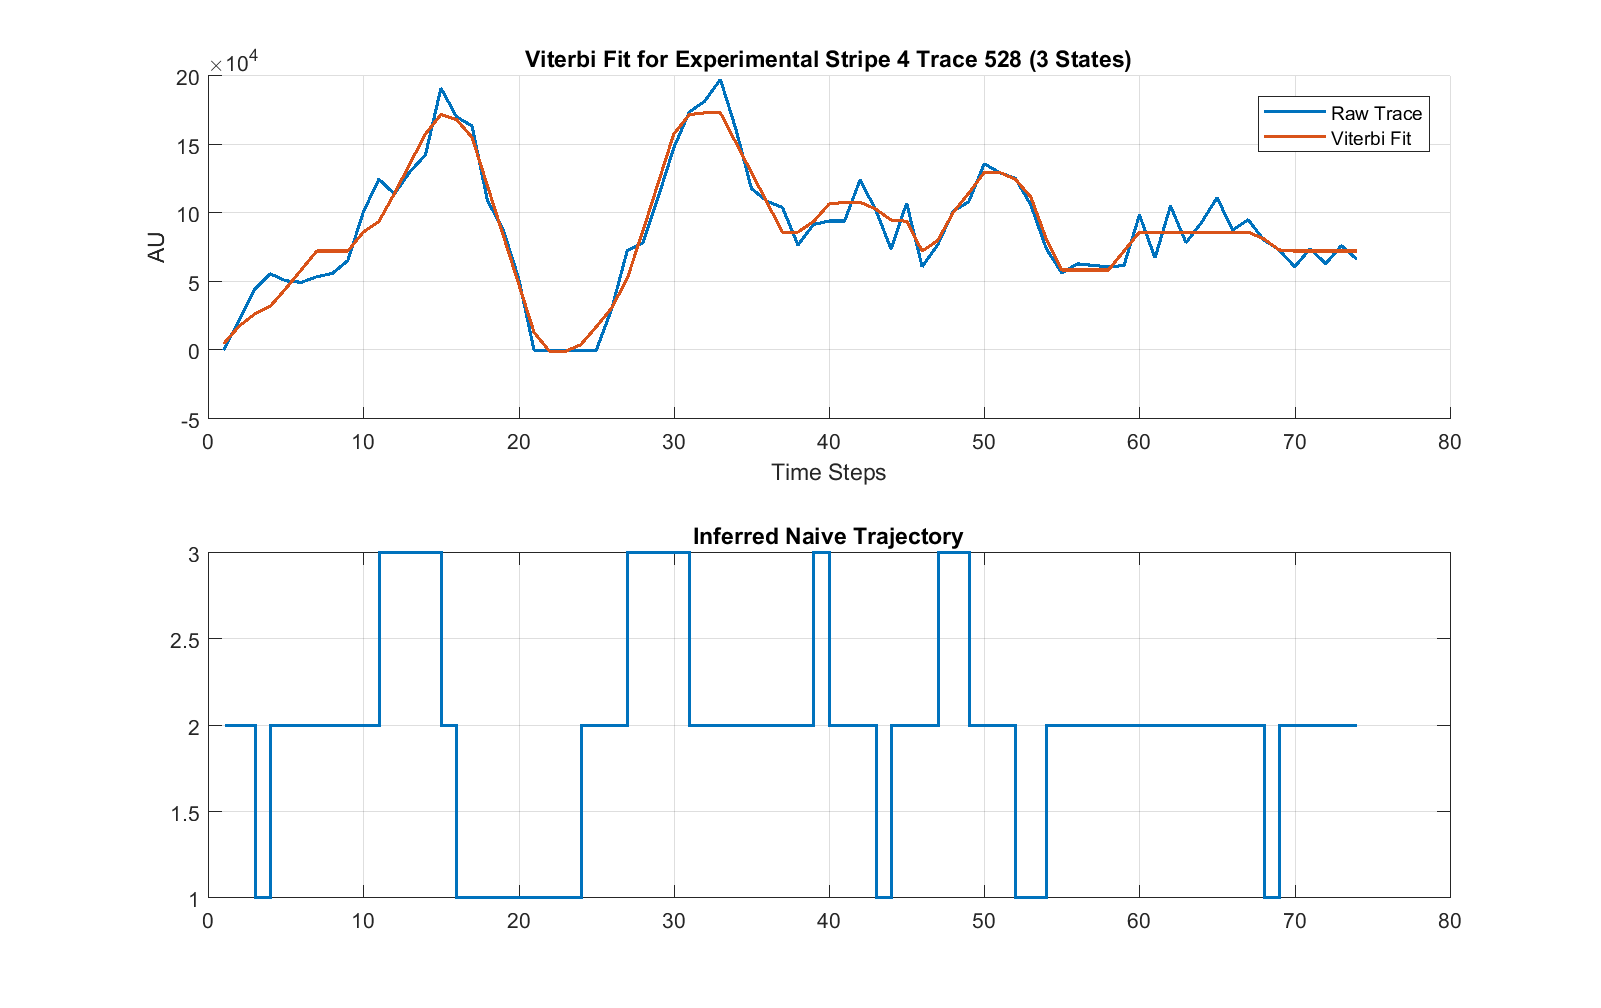 Viterbi Fit for Experimental Stripe 4 Trace 528 (3 States)
×10⁴
20
15
10
5
0
-5
AU
Raw Trace
Viterbi Fit
0 10 20 30 40 50 60 70 80
Time Steps
Inferred Naive Trajectory
3
2.5
2
1.5
1
0 10 20 30 40 50 60 70 80